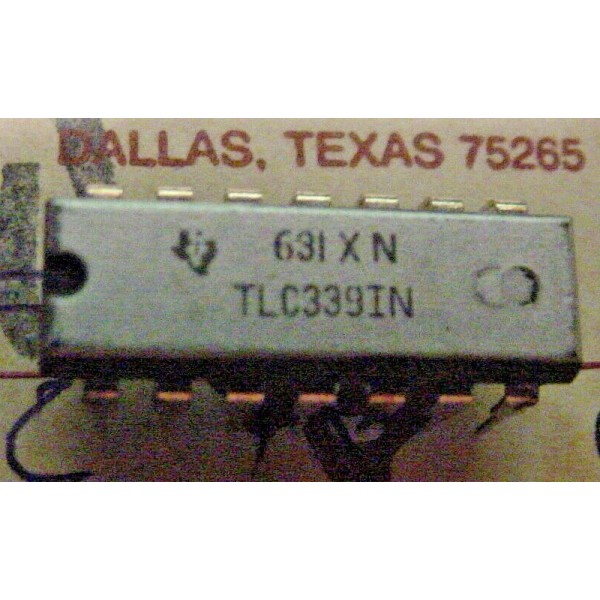 DALLAS, TEXAS 75265
631 X N
TLC339IN